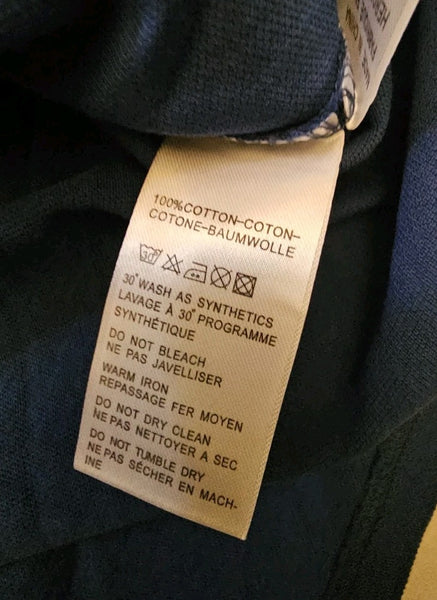 100%COTTON-COTON-
COTONE-BAUMWOLLE
30°
30°WASH AS SYNTHETICS
LAVAGE À 30° PROGRAMME
SYNTHÉTIQUE
DO NOT BLEACH
NE PAS JAVELLISER
WARM IRON
REPASSAGE FER MOYEN
DO NOT DRY CLEAN
NE PAS NETTOYER A SEC
DO NOT TUMBLE DRY
NE PAS SÉCHER EN MACH-
INE